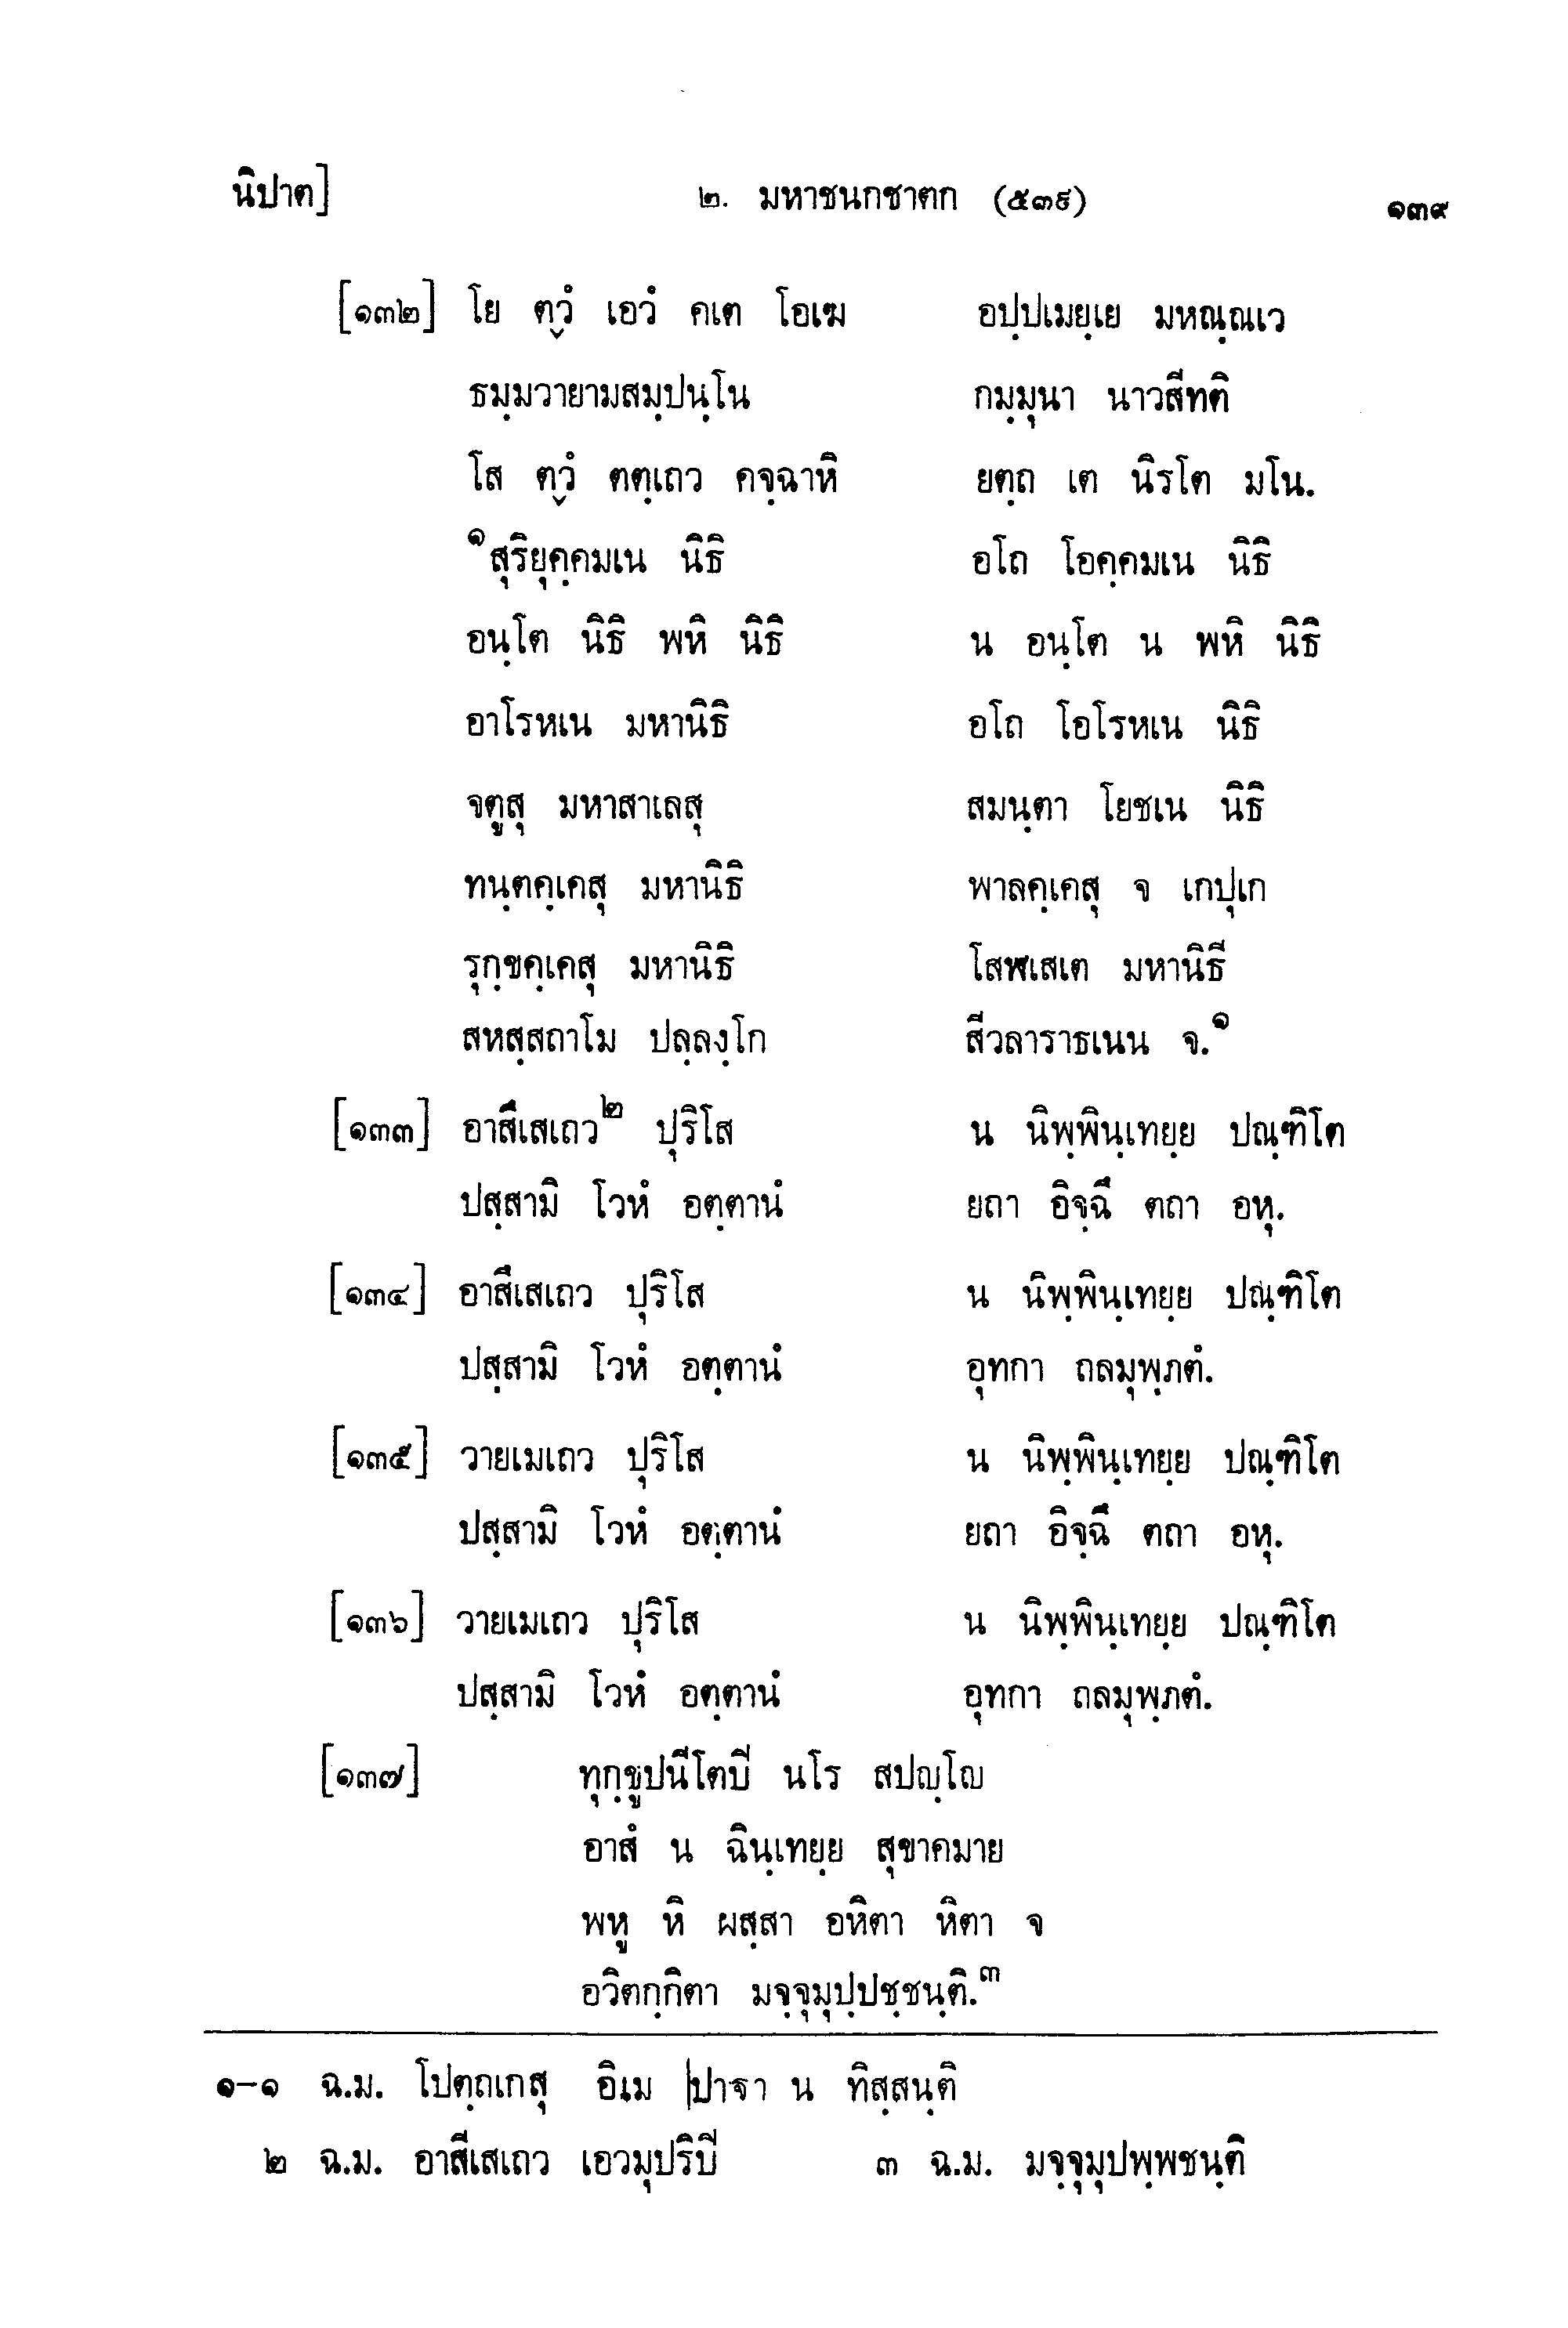 นิปาต] ๒. มหาชนกชาตก (๕๓๙) ๑๓๙
[๑๓๒] โย ตฺวํ เอวํ คเต โอเฆ อปฺปเมยฺเย มหณฺณเว
ธมฺมวายามสมฺปนฺโน กมฺมุนา นาวสีทติ
โส ตฺวํ ตตฺเถว คจฺฉาหิ ยตฺถ เต นิรโต มโน.
๑สุริยุคฺคมเน นิธิ อโถ โอคฺคมเน นิธิ
อนฺโต นิธิ พหิ นิธิ น อนฺโต น พหิ นิธิ
อาโรหเน มหานิธิ อโถ โอโรหเน นิธิ
จตูสุ มหาสาเลสุ สมนฺตา โยชเน นิธิ
ทนฺตคฺเคสุ มหานิธิ พาลคฺเคสุ จ เกปุเก
รุกฺขคฺเคสุ มหานิธิ โสฬเสเต มหานิธี
สหสฺสถาโม ปลฺลงฺโก สีวลาราธเนน จ.๑
[๑๓๓] อาสึเสเถว๒ ปุริโส น นิพฺพินฺเทยฺย ปณฺฑิโต
ปสฺสามิ โวหํ อตฺตานํ ยถา อิจฺฉึ ตถา อหุ.
[๑๓๔] อาสึเสเถว ปุริโส น นิพฺพินฺเทยฺย ปณฺฑิโต
ปสฺสามิ โวหํ อตฺตานํ อุทกา ถลมุพฺภตํ.
[๑๓๕] วายเมเถว ปุริโส น นิพฺพินฺเทยฺย ปณฺฑิโต
ปสฺสามิ โวหํ อตฺตานํ ยถา อิจฺฉึ ตถา อหุ.
[๑๓๖] วายเมเถว ปุริโส น นิพฺพินฺเทยฺย ปณฺฑิโต
ปสฺสามิ โวหํ อตฺตานํ อุทกา ถลมุพฺภตํ.
[๑๓๗] ทุกฺขูปนีโตปิ นโร สปญฺโญ
อาสํ น ฉินฺเทยฺย สุขาคมาย
พหู หิ ผสฺสา อหิตา หิตา จ
อวิตกฺกิตา มจฺจุมุปฺปชฺชนฺติ.๓
๑-๑ ฉ.ม. โปตฺถเกสุ อิเม ปาฐา น ทิสฺสนฺติ
๒ ฉ.ม. อาสีเสเถว เอวมุปริปิ ๓ ฉ.ม. มจฺจุมุปพฺพชนฺติ